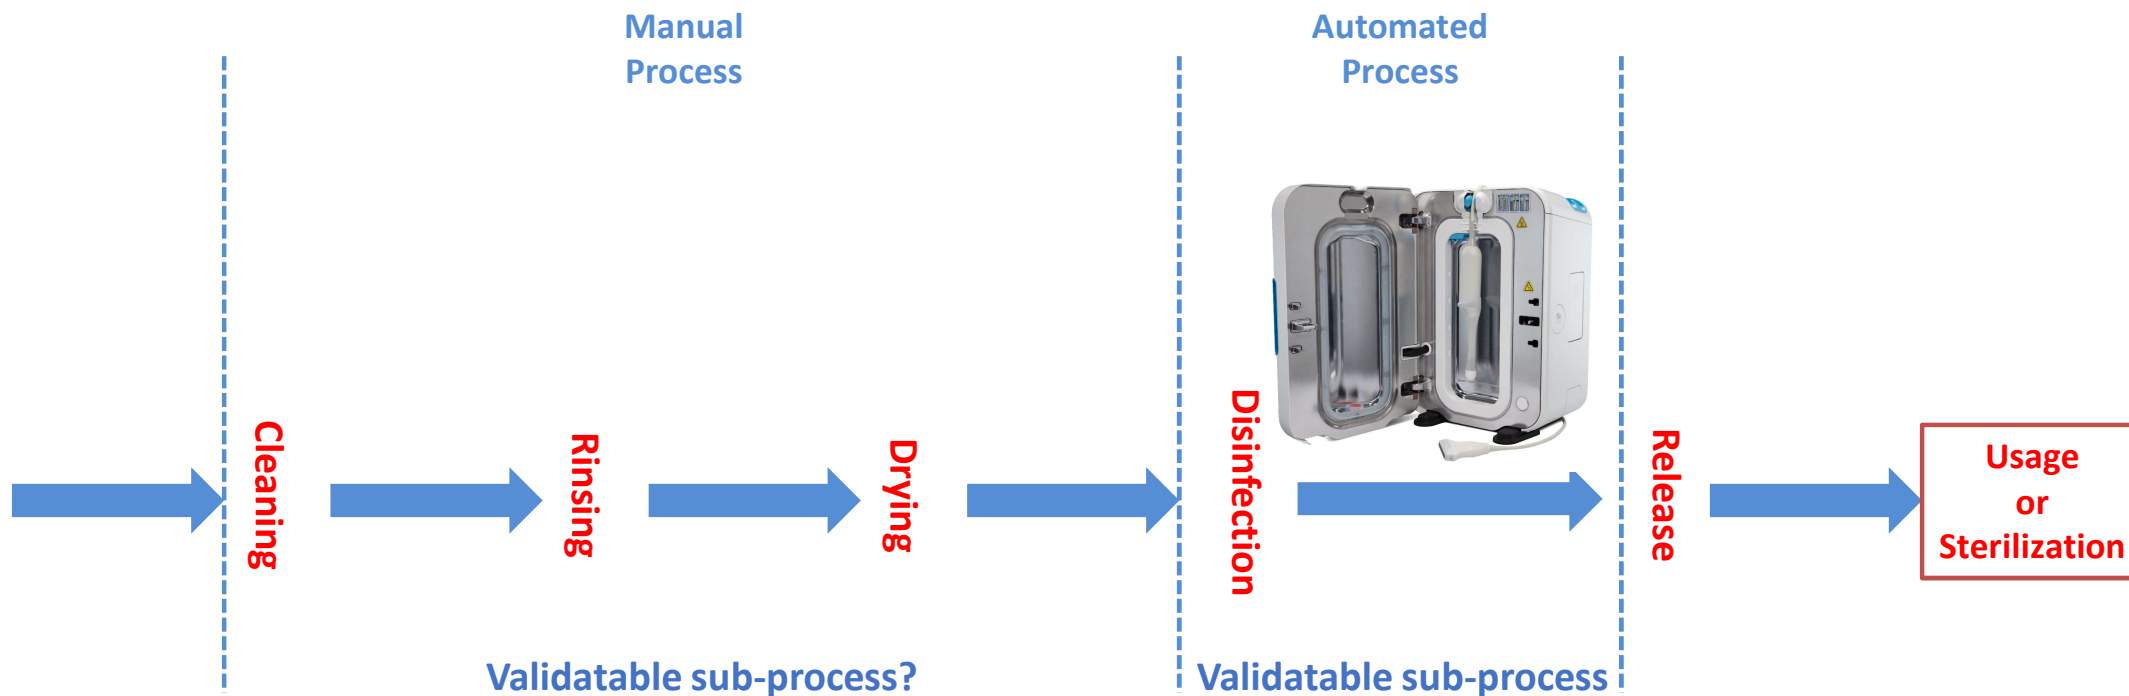 Manual
Process
Automated
Process
Cleaning
Rinsing
Drying
Disinfection
Release
Usage
or
Sterilization
Validatable sub-process?
Validatable sub-process